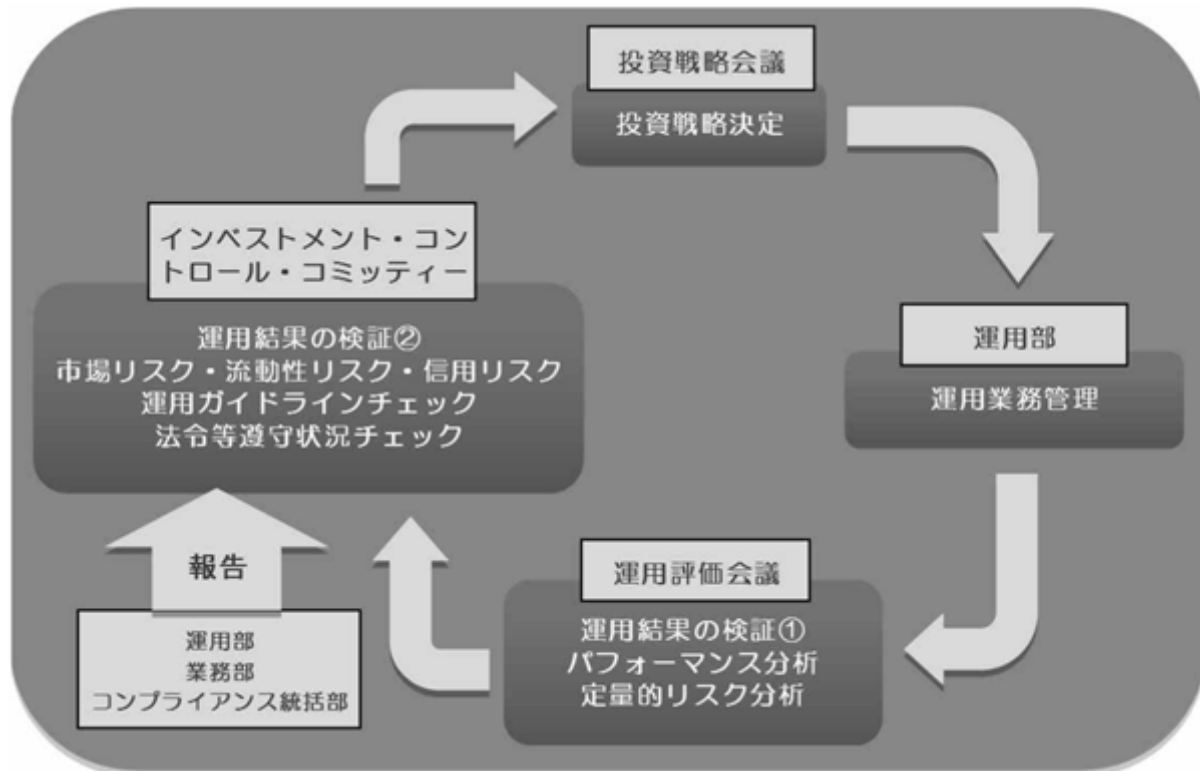 投資戦略会議
投資戦略決定
インベストメント・コン
トロール・コミッティー
運用結果の検証②
市場リスク・流動性リスク・信用リスク
運用ガイドラインチェック
法令等遵守状況チェック
運用部
運用業務管理
報告
運用部
業務部
コンプライアンス統括部
運用評価会議
運用結果の検証①
パフォーマンス分析
定量的リスク分析